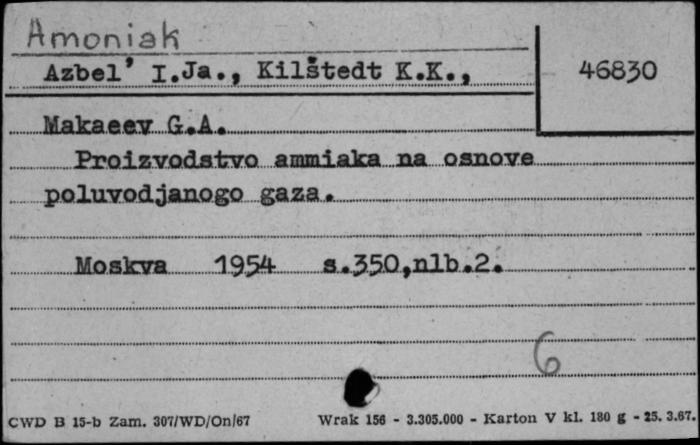 Amoniak
Azbel' I.Ja., Kilštedt K.K.,
46830
Makaeev G.A.
Proizvodstvo ammiaka na osnove
poluvodjanogo gaza.
Moskva 1954 s.350,nlb.2.
6
CWD B 15-b Zam. 307/WD/On/67 Wrak 156 - 3.305.000 - Karton V kl. 180 g - 25. 3.67.